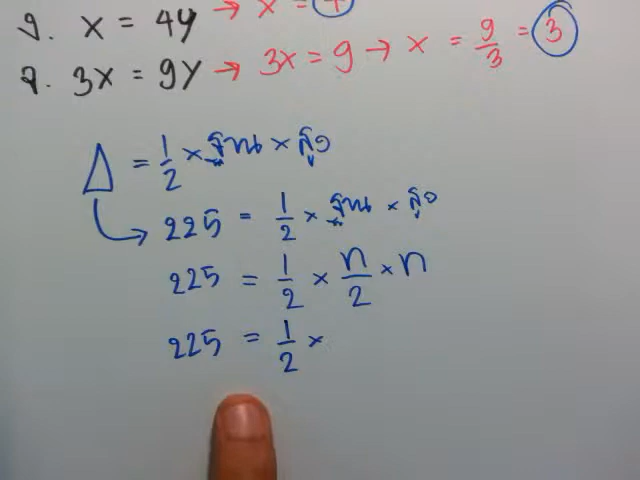 ง. x = 4y → x = 4
จ. 3x = 9y → 3x = 9 → x = 9/3 = 3
△ = 1/2 × ฐาน × สูง
225 = 1/2 × ฐาน × สูง
225 = 1/2 × n/2 × n
225 = 1/2 ×